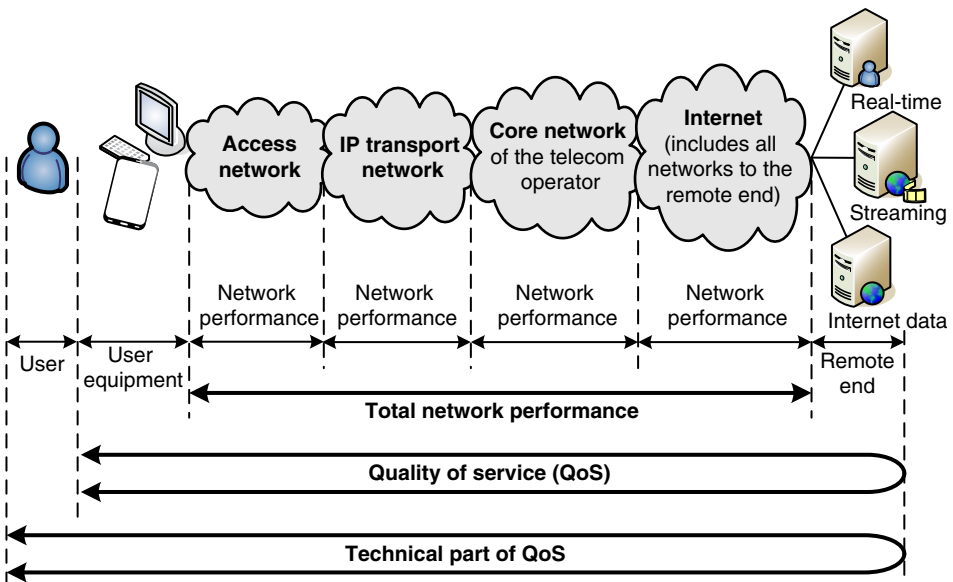 Real-time
Access
network
IP transport
network
Core network
of the telecom
operator
Internet
(includes all
networks to the
remote end)
Streaming
Internet data
Network
performance
Network
performance
Network
performance
Network
performance
User
User
equipment
Remote
end
Total network performance
Quality of service (QoS)
Technical part of QoS